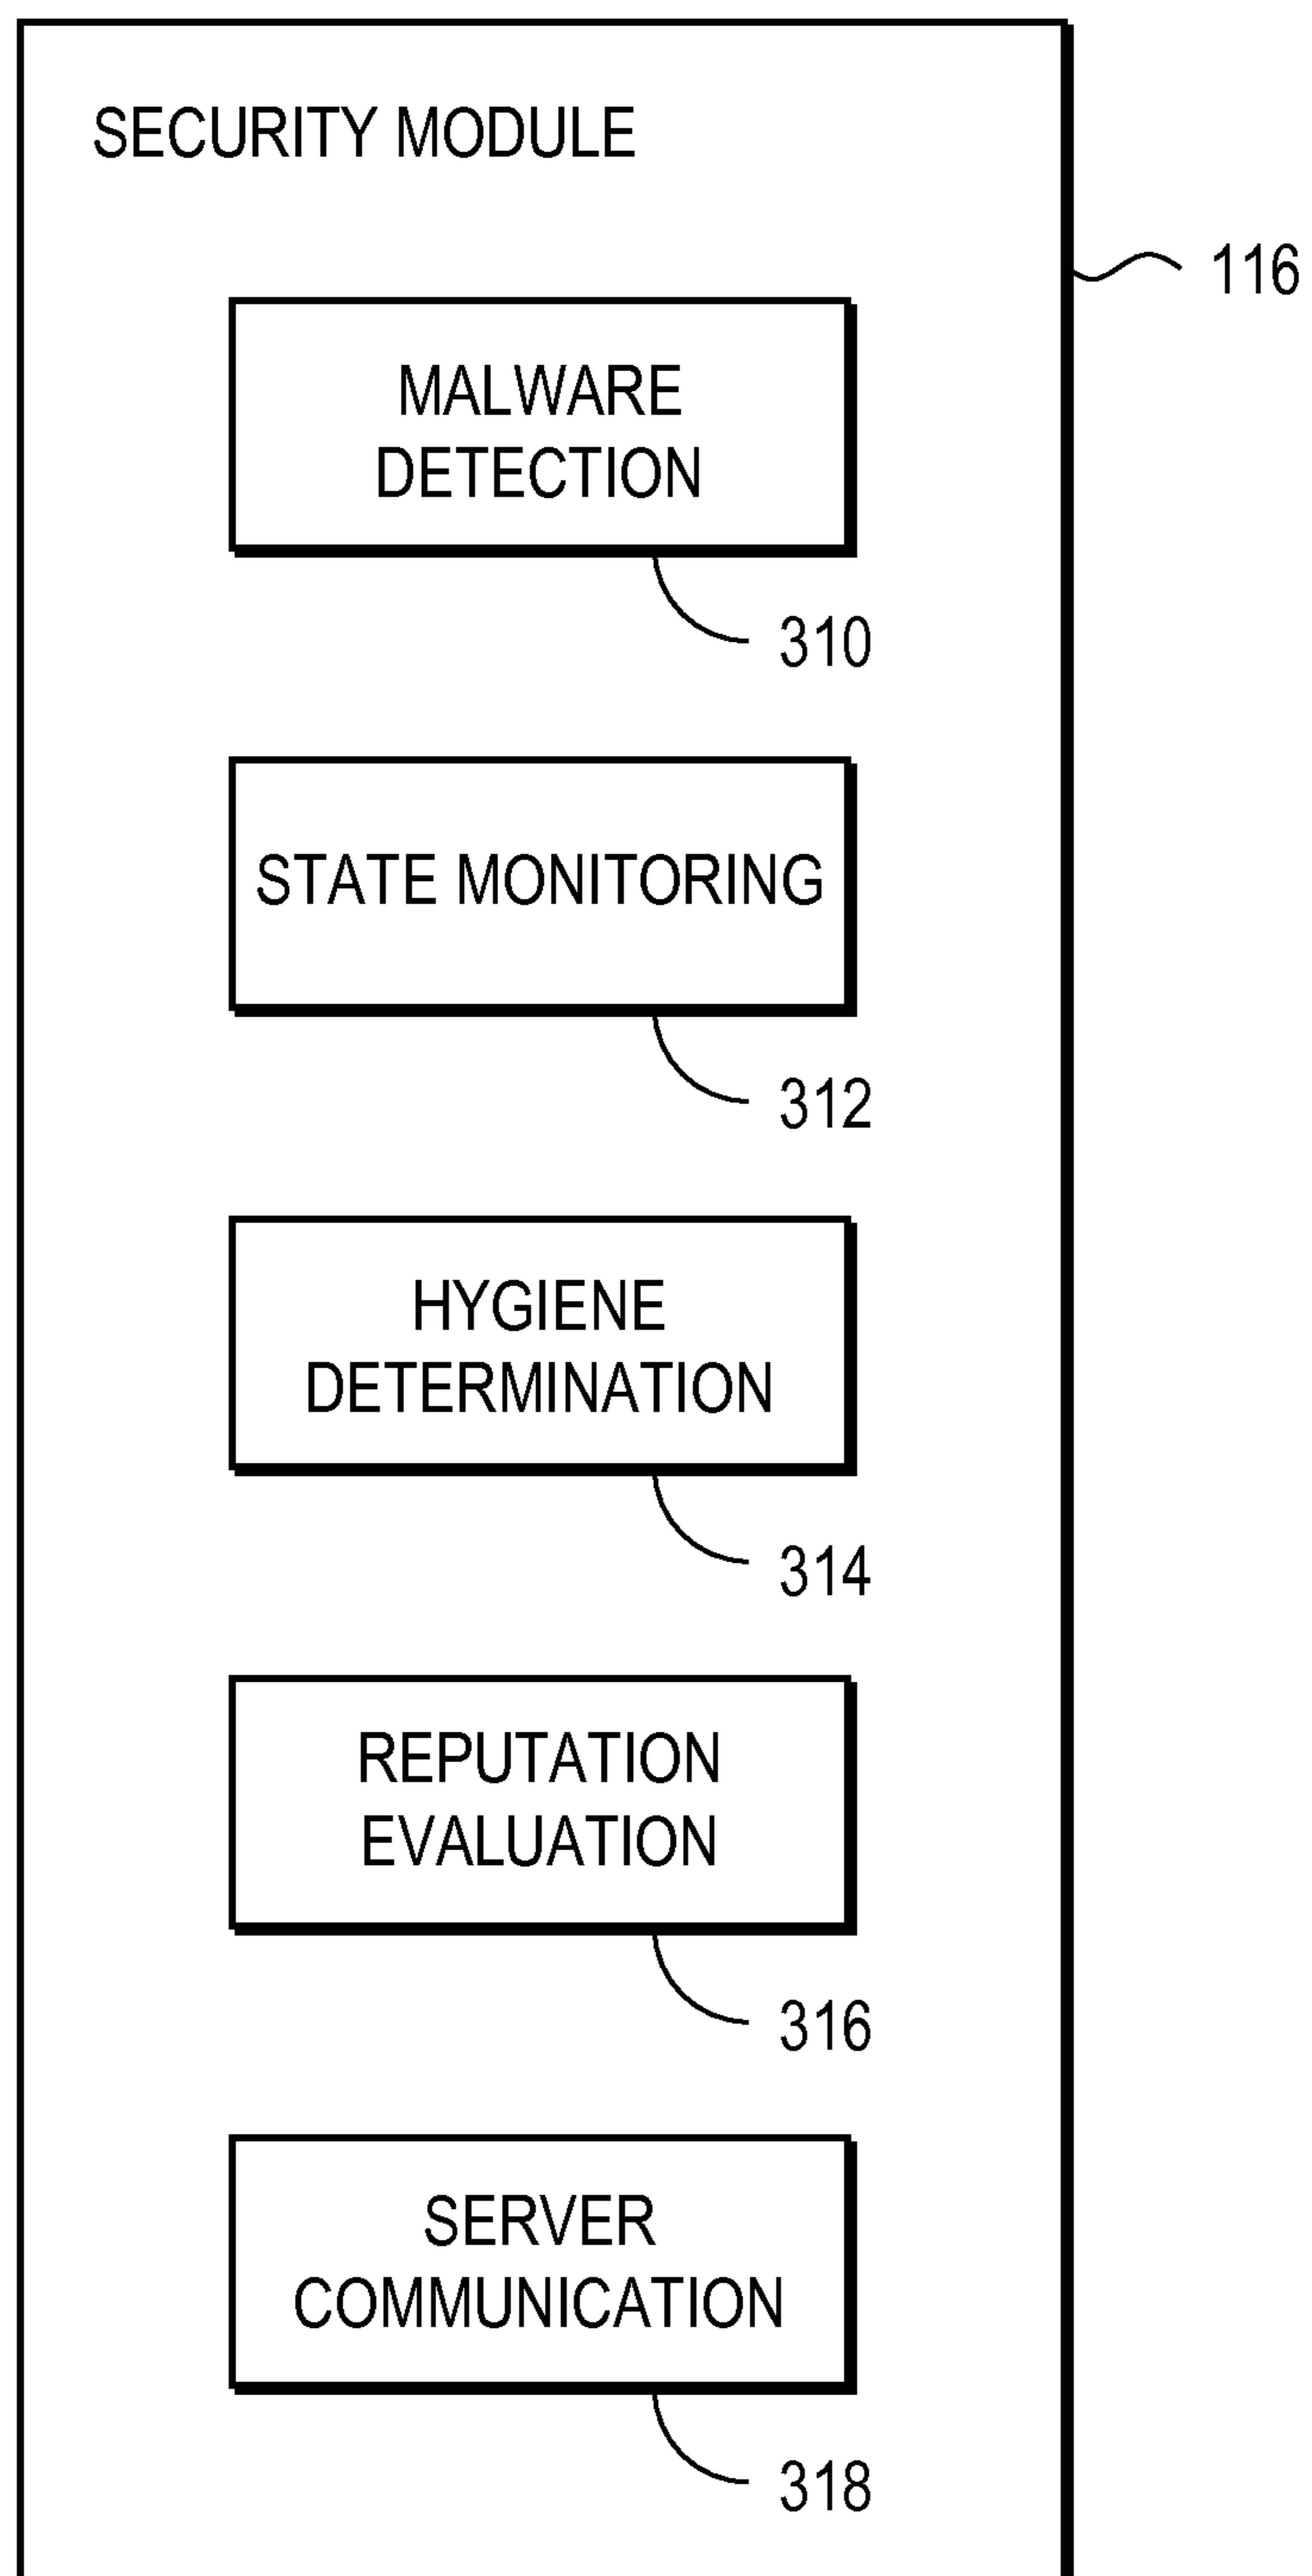 SECURITY MODULE
116
MALWARE
DETECTION
310
STATE MONITORING
312
HYGIENE
DETERMINATION
314
REPUTATION
EVALUATION
316
SERVER
COMMUNICATION
318